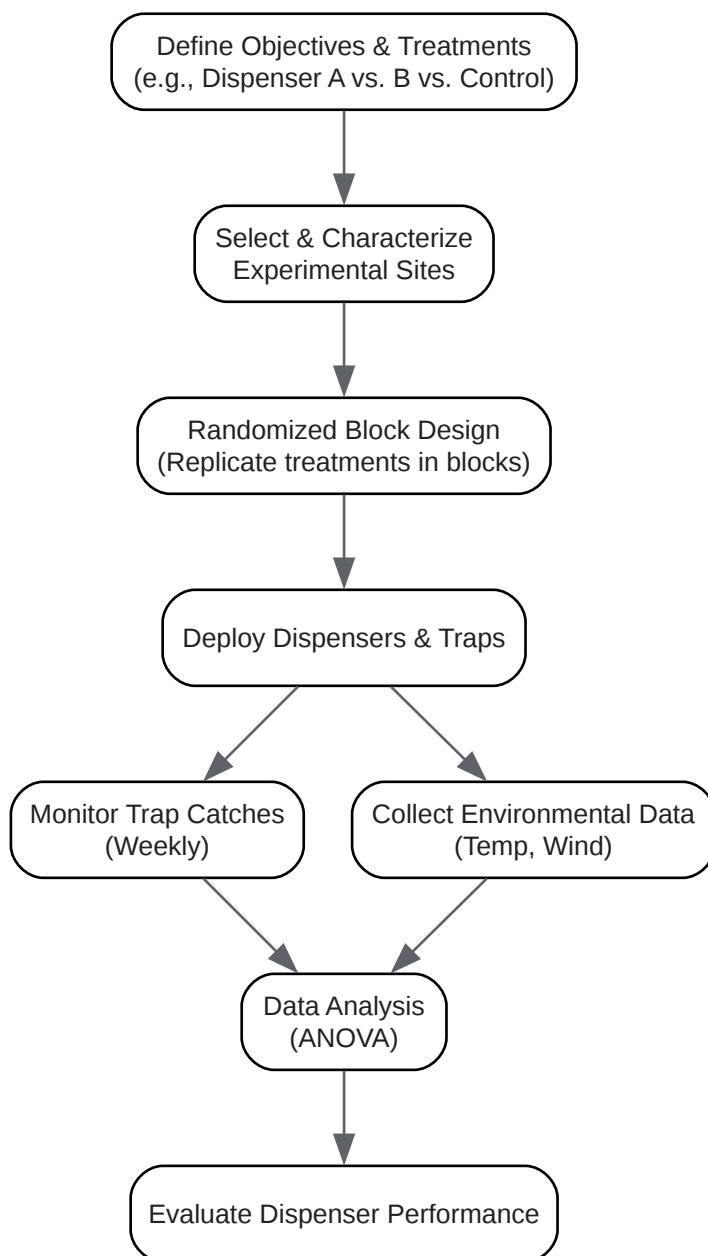 Define Objectives & Treatments
(e.g., Dispenser A vs. B vs. Control)
Select & Characterize
Experimental Sites
Randomized Block Design
(Replicate treatments in blocks)
Deploy Dispensers & Traps
Monitor Trap Catches
(Weekly)
Collect Environmental Data
(Temp, Wind)
Data Analysis
(ANOVA)
Evaluate Dispenser Performance